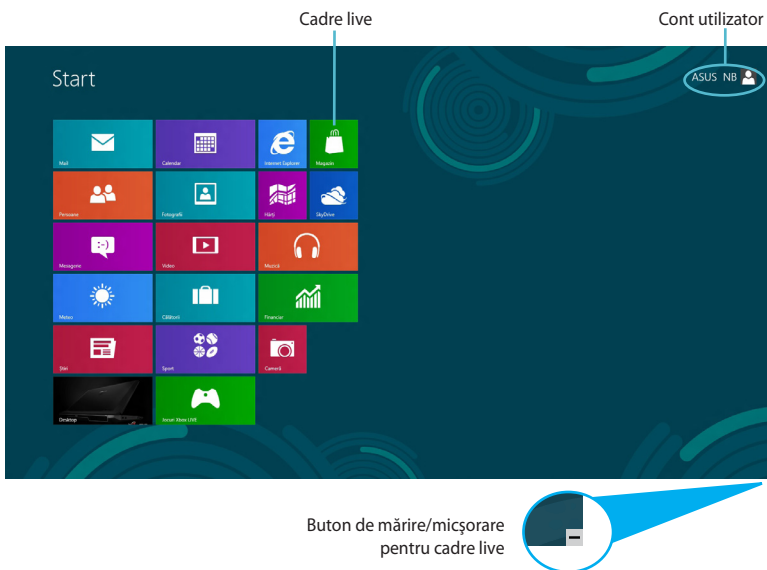 Cadre live
Cont utilizator
Start
ASUS NB
Mail
Calendar
Internet Explorer
Magazin
Persoane
Fotografii
Hărți
SkyDrive
Mesagerie
Video
Muzică
Meteo
Călătorii
Financiar
Știri
Sport
Cameră
Desktop
Jocuri Xbox LIVE
Buton de mărire/micşorare
pentru cadre live